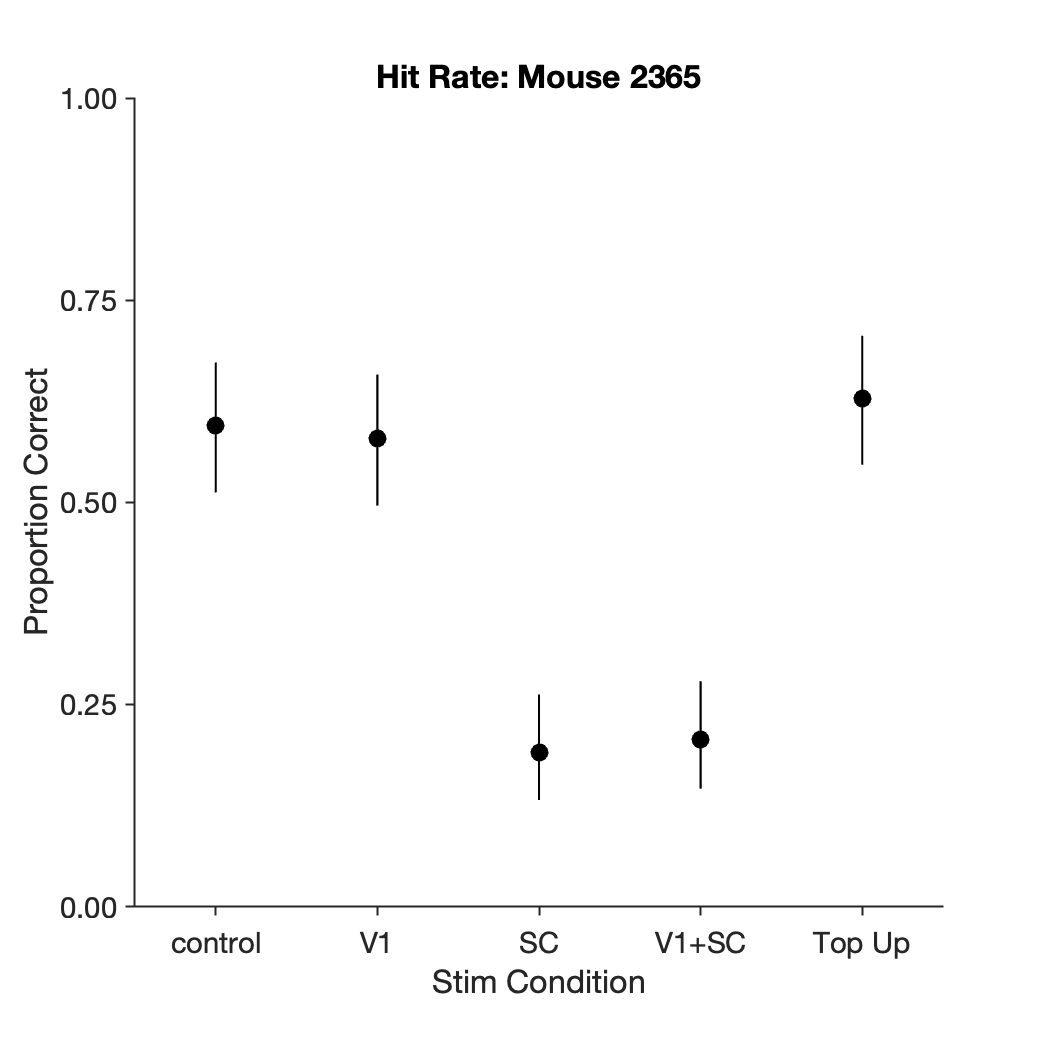 Hit Rate: Mouse 2365
1.00
0.75
0.50
0.25
0.00
Proportion Correct
control
V1
SC
V1+SC
Top Up
Stim Condition